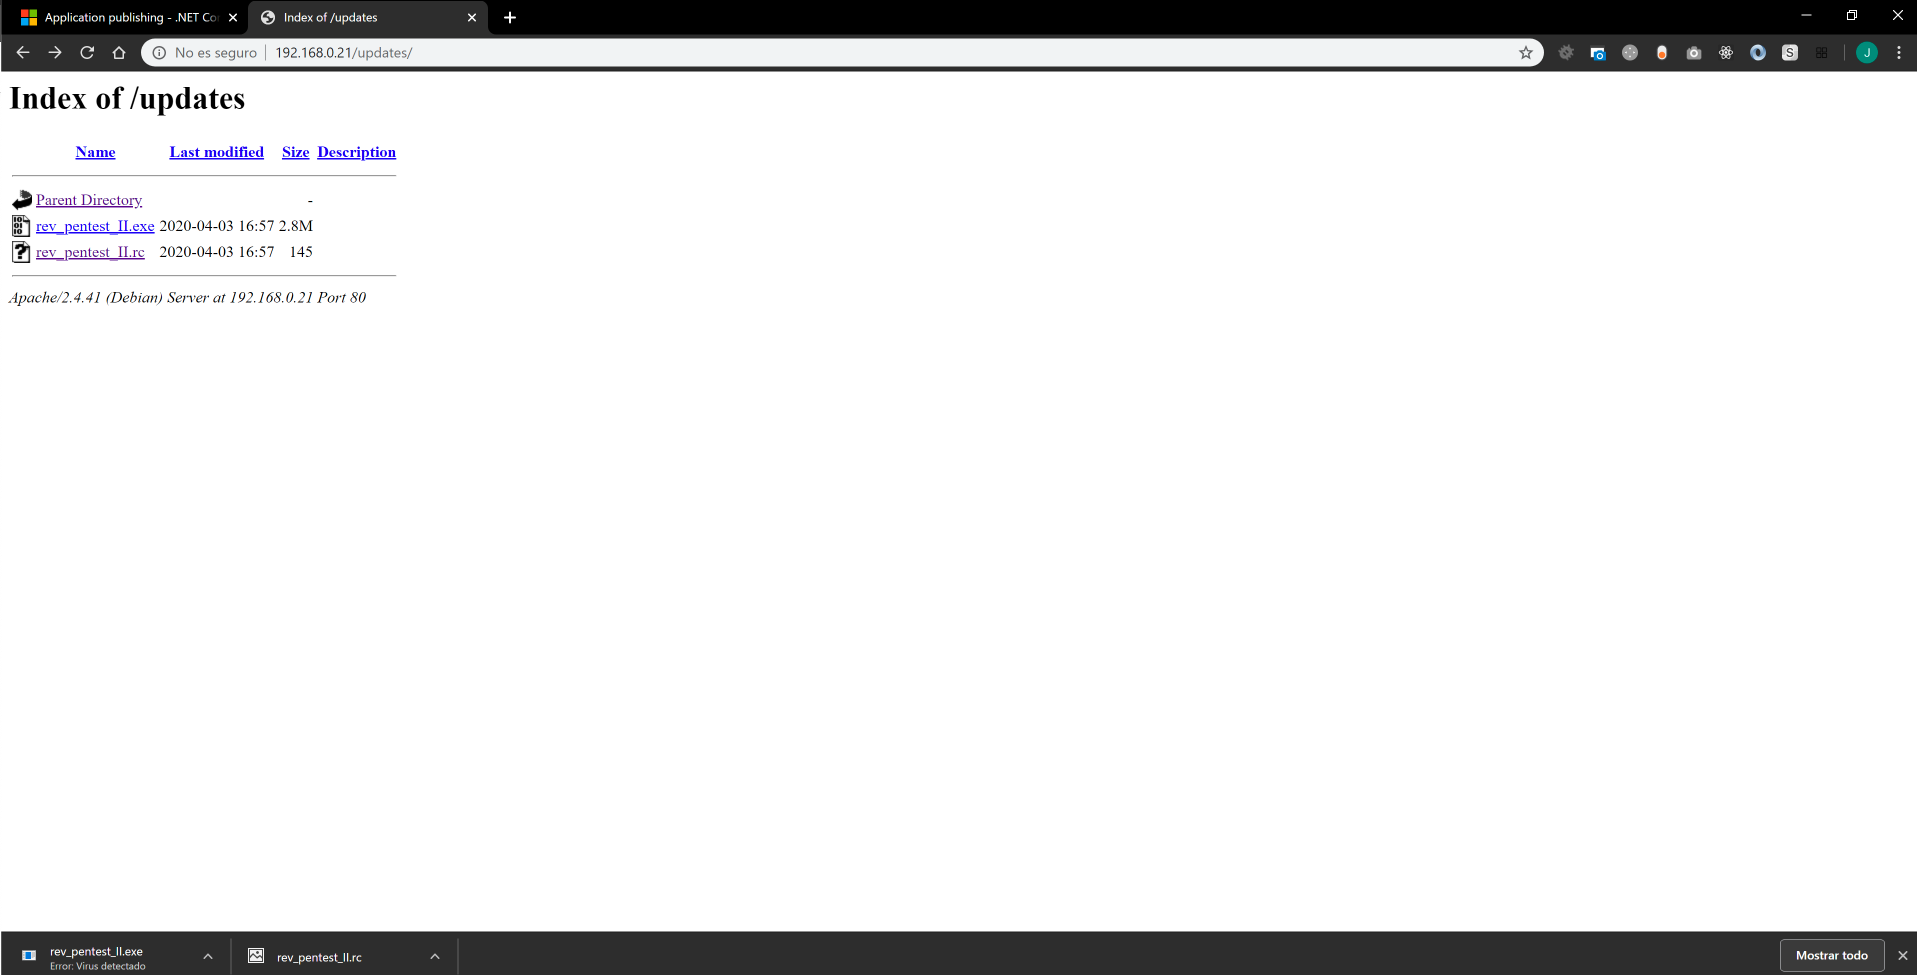 Application publishing - .NET Co
Index of /updates
No es seguro
192.168.0.21/updates/
S
J
Index of /updates
Name Last modified Size Description
Parent Directory -
rev_pentest_II.exe 2020-04-03 16:57 2.8M
rev_pentest_II.rc 2020-04-03 16:57 145
Apache/2.4.41 (Debian) Server at 192.168.0.21 Port 80
rev_pentest_II.exe
Error: Virus detectado
rev_pentest_II.rc
Mostrar todo